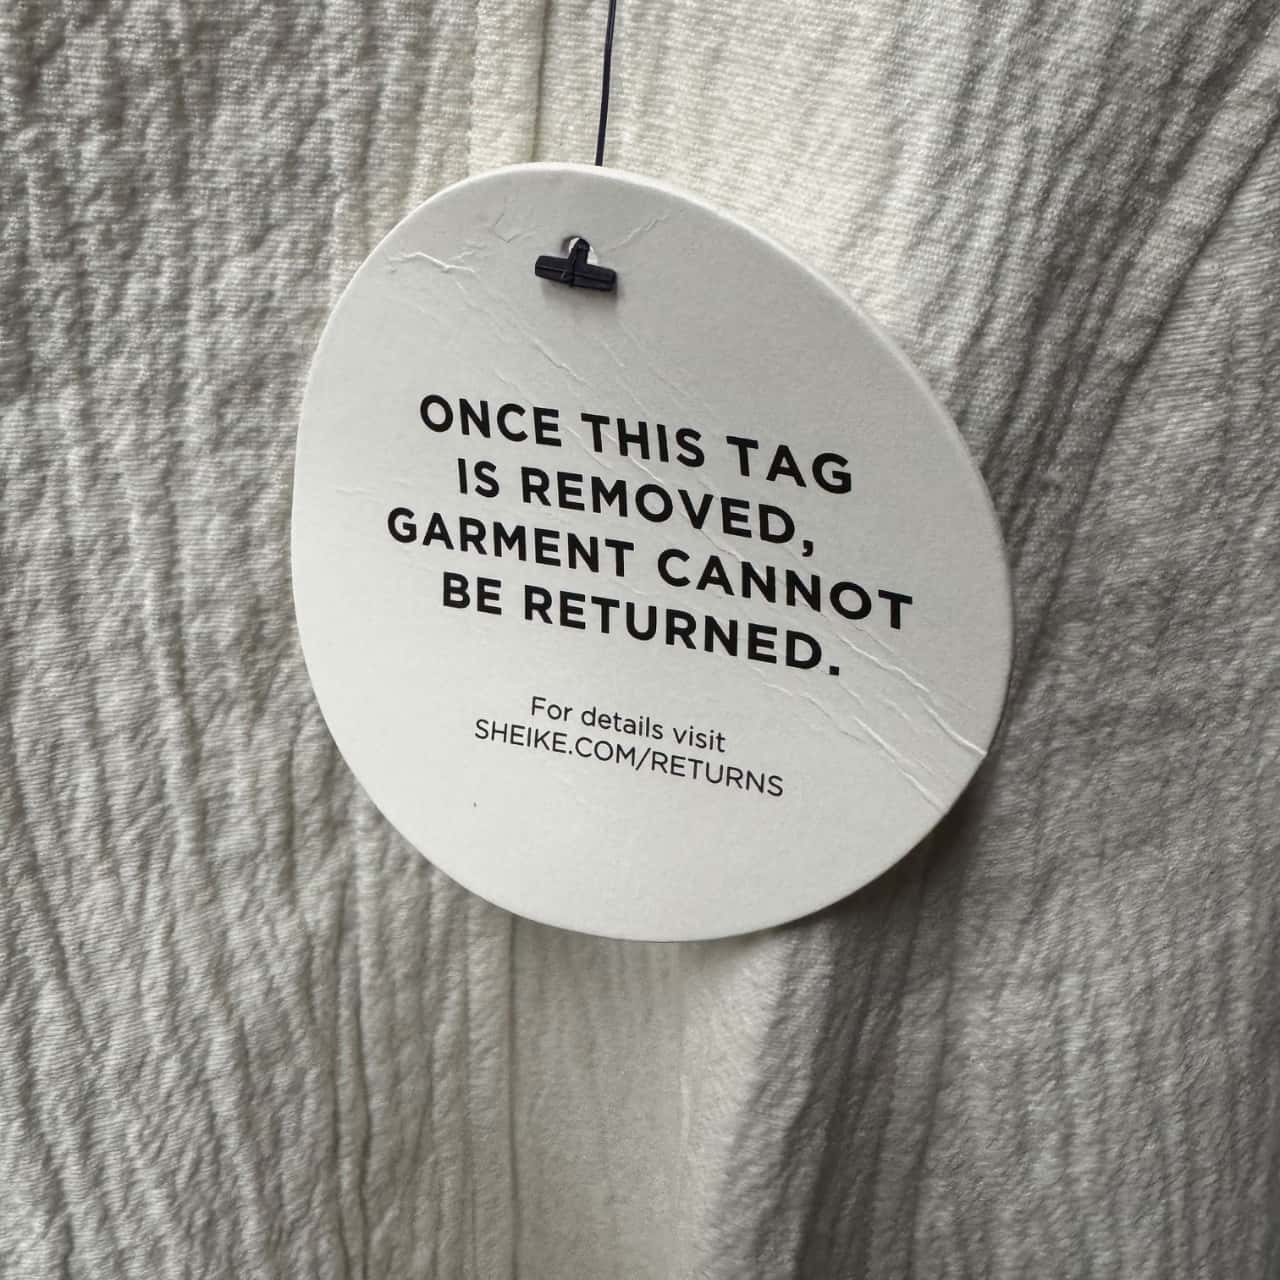 ONCE THIS TAG
IS REMOVED,
GARMENT CANNOT
BE RETURNED.
For details visit
SHEIKE.COM/RETURNS